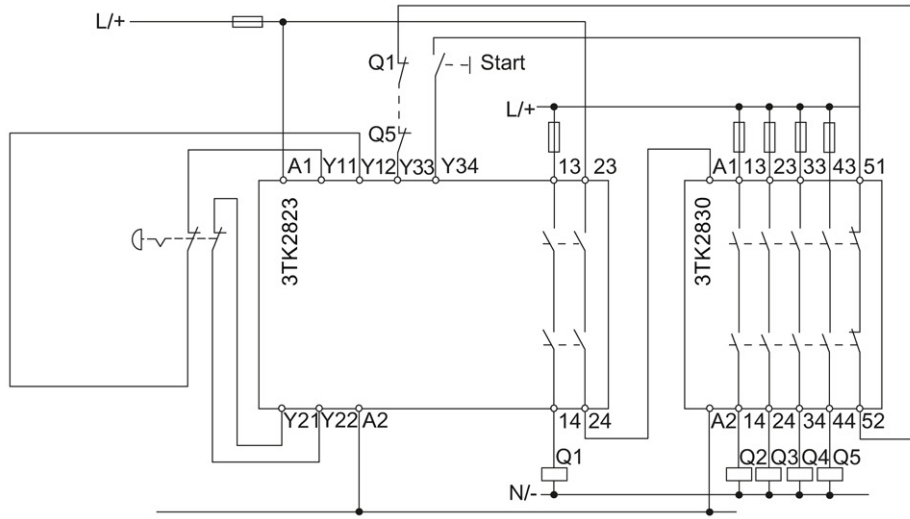 L/+
Q1
Start
Q5
L/+
A1 Y11 Y12 Y33 Y34 13 23 A1 13 23 33 43 51
3TK2823
3TK2830
Y21 Y22 A2 14 24 A2 14 24 34 44 52
Q1 Q2 Q3 Q4 Q5
N/-